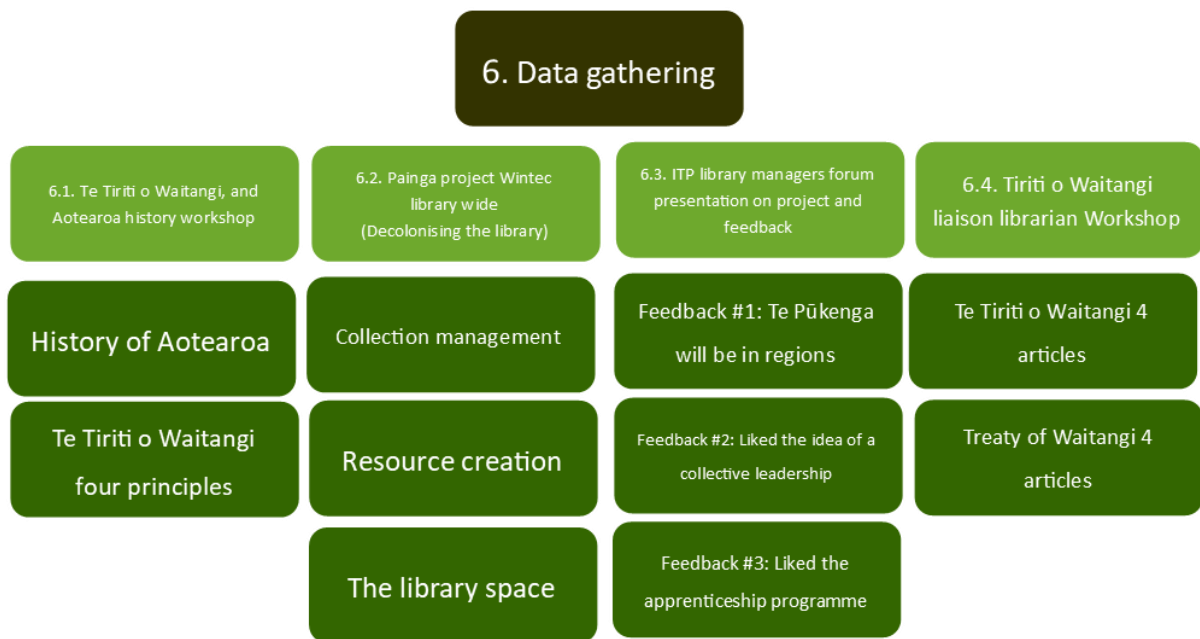 6. Data gathering
6.1. Te Tiriti o Waitangi, and
Aotearoa history workshop
6.2. Painga project Wintec
library wide
(Decolonising the library)
6.3. ITP library managers forum
presentation on project and
feedback
6.4. Tiriti o Waitangi
liaison librarian Workshop
History of Aotearoa
Te Tiriti o Waitangi
four principles
Collection management
Resource creation
The library space
Feedback #1: Te Pūkenga
will be in regions
Feedback #2: Liked the idea of a
collective leadership
Feedback #3: Liked the
apprenticeship programme
Te Tiriti o Waitangi 4
articles
Treaty of Waitangi 4
articles